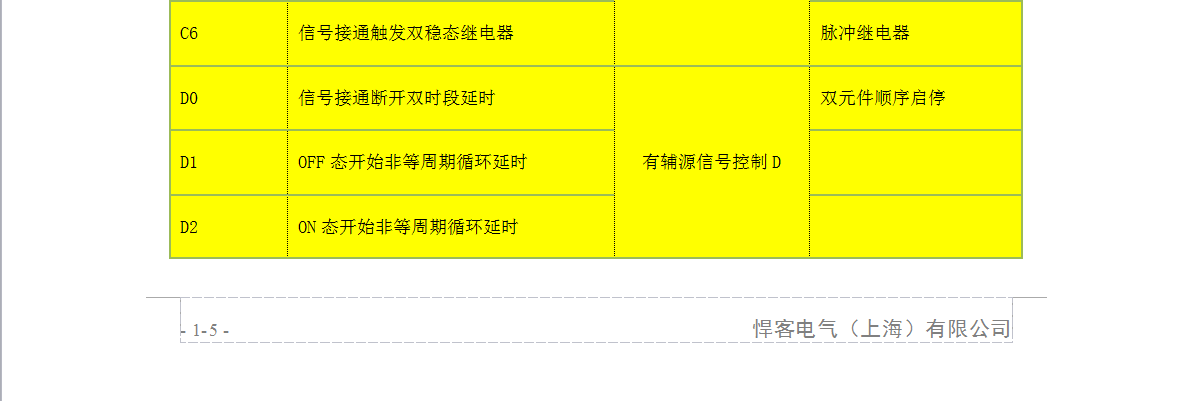 C6 信号接通触发双稳态继电器 脉冲继电器
D0 信号接通断开双时段延时 双元件顺序启停
D1 OFF 态开始非等周期循环延时 有辅源信号控制 D
D2 ON 态开始非等周期循环延时
- 1-5 - 悍客电气（上海）有限公司